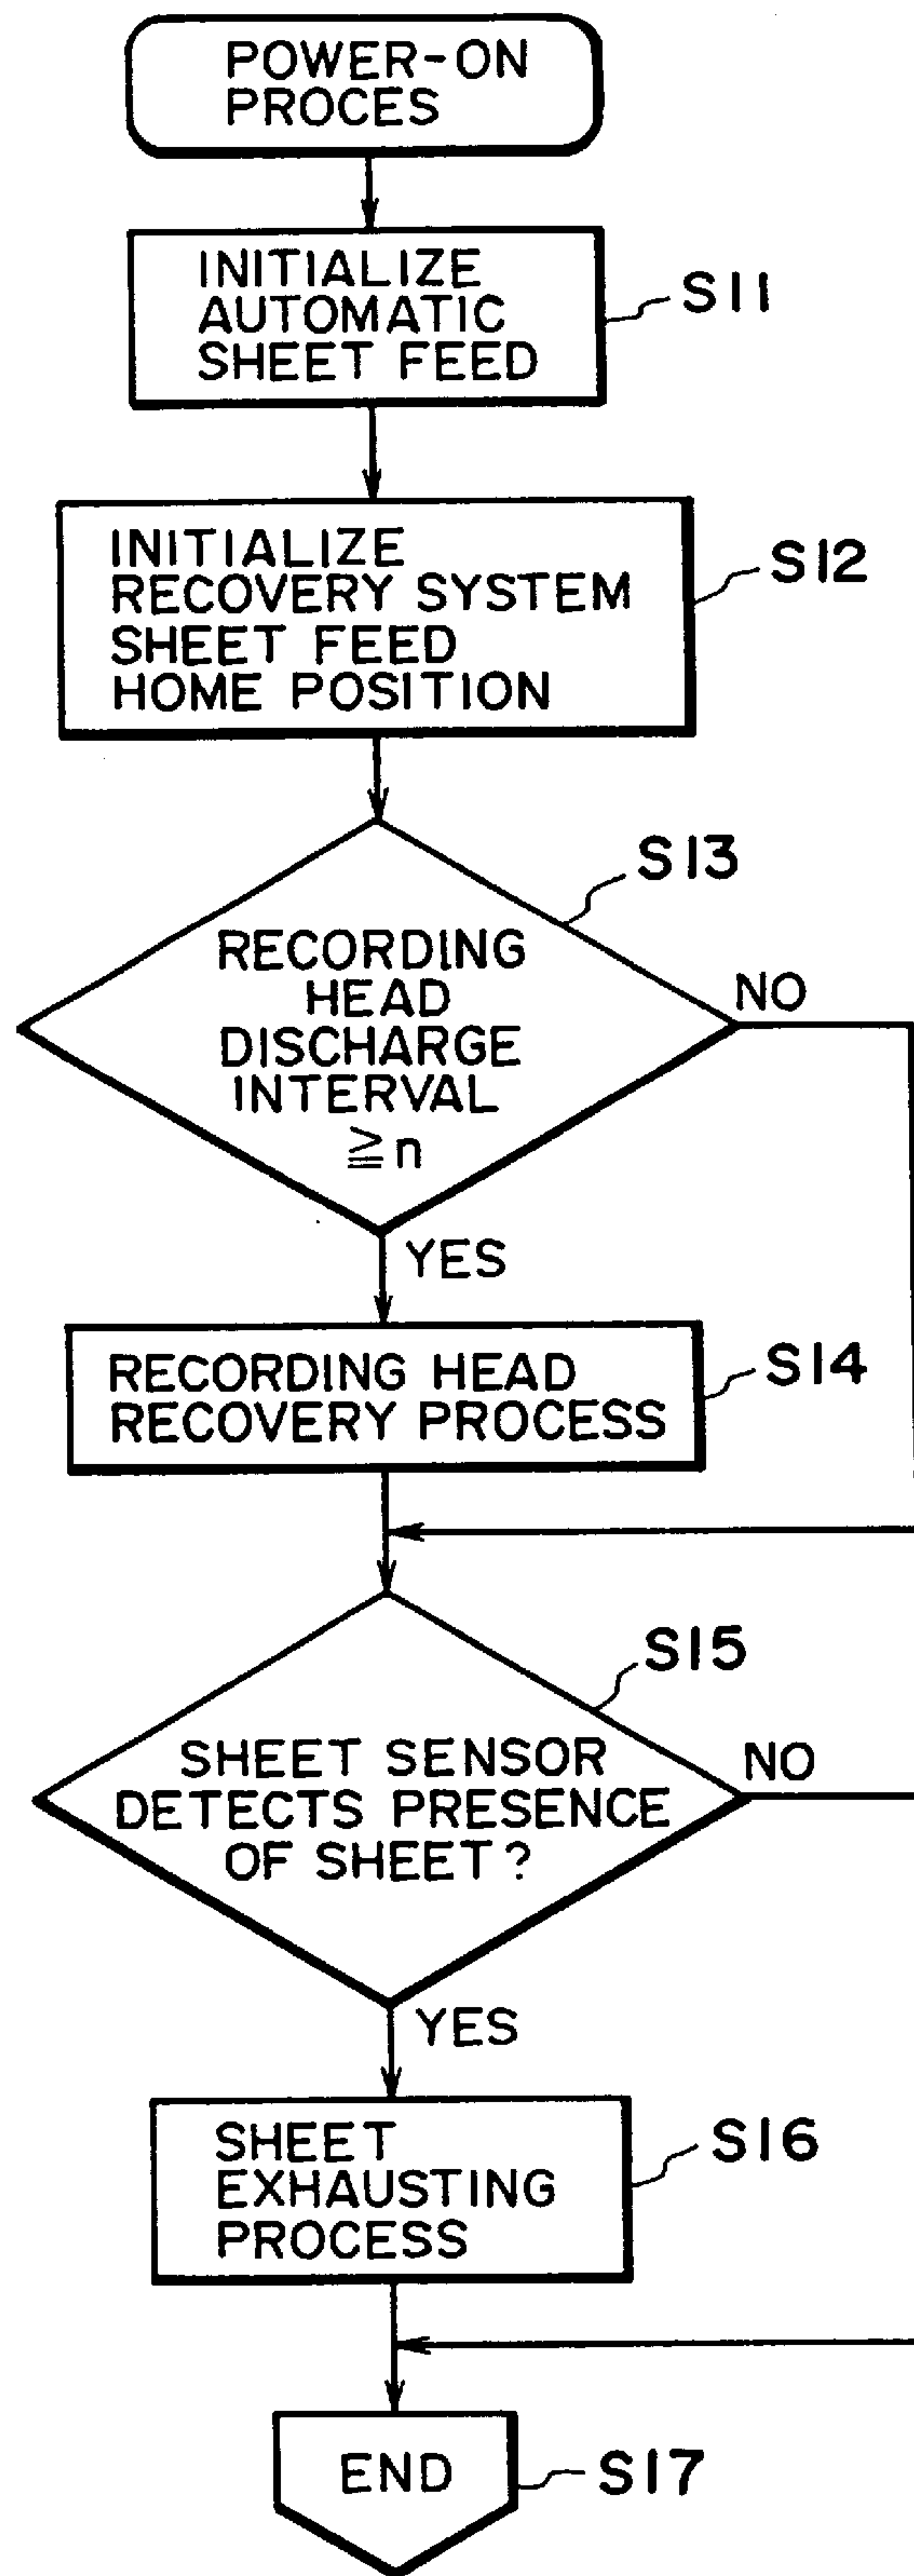 POWER-ON
PROCES
INITIALIZE
AUTOMATIC
SHEET FEED
S11
INITIALIZE
RECOVERY SYSTEM
SHEET FEED
HOME POSITION
S12
S13
RECORDING
HEAD
DISCHARGE
INTERVAL
≧n
NO
YES
RECORDING HEAD
RECOVERY PROCESS
S14
S15
SHEET SENSOR
DETECTS PRESENCE
OF SHEET?
NO
YES
SHEET
EXHAUSTING
PROCESS
S16
END
S17